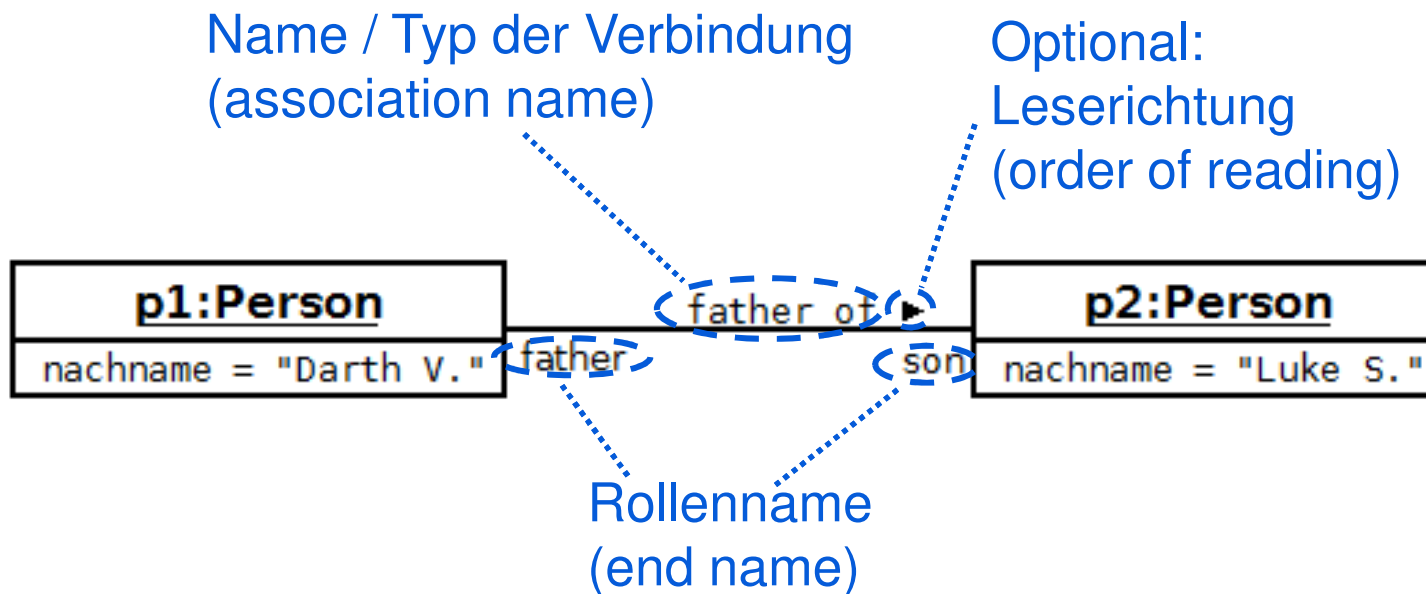 Name / Typ der Verbindung
(association name)
Optional:
Leserichtung
(order of reading)
p1:Person
nachname = "Darth V."
father of ►
father
son
p2:Person
nachname = "Luke S."
Rollenname
(end name)